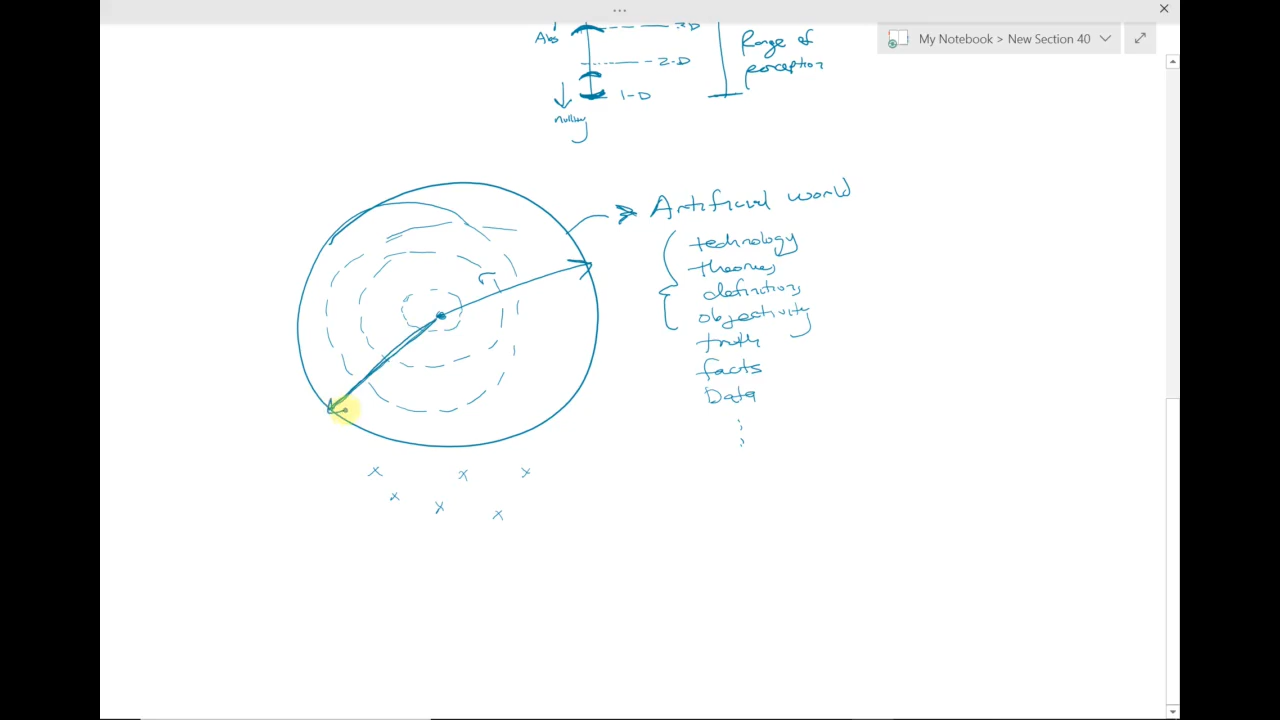 ...
My Notebook > New Section 40
Abs
3-D
Range of
perception
2-D
1-D
nullity
Artificial world
technology
theories
definitions
objectivity
truth
facts
Data
r
x x x
x x x